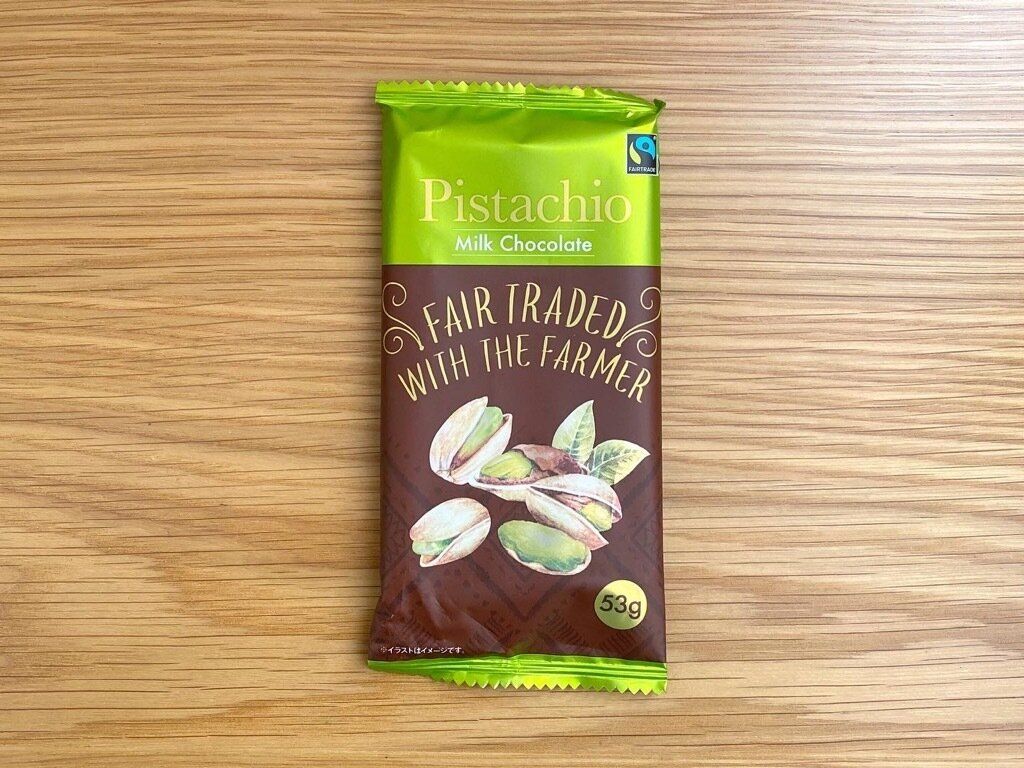 FAIRTRADE
Pistachio
Milk Chocolate
FAIR TRADED
WITH THE FARMER
53g
※イラストはイメージです。